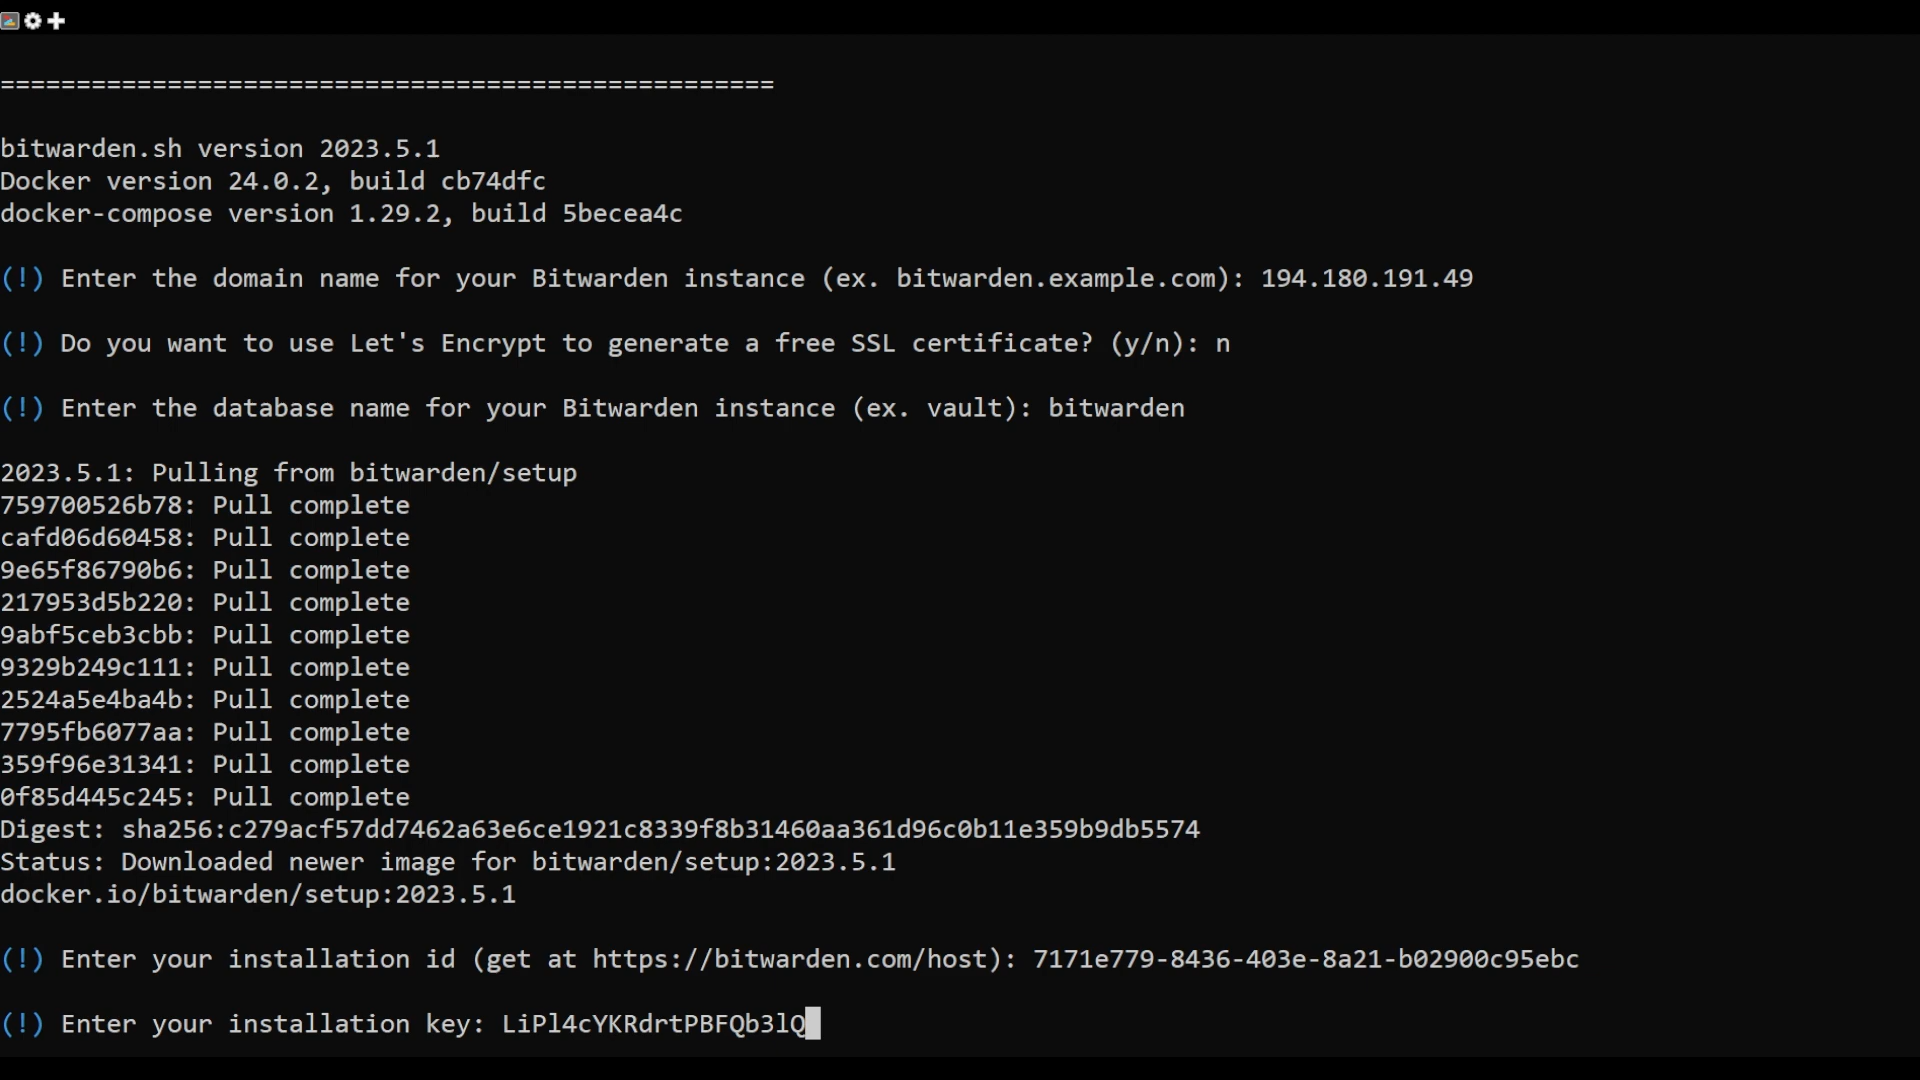 ===================================================
bitwarden.sh version 2023.5.1
Docker version 24.0.2, build cb74dfc
docker-compose version 1.29.2, build 5becea4c
(!) Enter the domain name for your Bitwarden instance (ex. bitwarden.example.com): 194.180.191.49
(!) Do you want to use Let's Encrypt to generate a free SSL certificate? (y/n): n
(!) Enter the database name for your Bitwarden instance (ex. vault): bitwarden
2023.5.1: Pulling from bitwarden/setup
759700526b78: Pull complete
cafd06d60458: Pull complete
9e65f86790b6: Pull complete
217953d5b220: Pull complete
9abf5ceb3cbb: Pull complete
9329b249c111: Pull complete
2524a5e4ba4b: Pull complete
7795fb6077aa: Pull complete
359f96e31341: Pull complete
0f85d445c245: Pull complete
Digest: sha256:c279acf57dd7462a63e6ce1921c8339f8b31460aa361d96c0b11e359b9db5574
Status: Downloaded newer image for bitwarden/setup:2023.5.1
docker.io/bitwarden/setup:2023.5.1
(!) Enter your installation id (get at https://bitwarden.com/host): 7171e779-8436-403e-8a21-b02900c95ebc
(!) Enter your installation key: LiPl4cYKRdrtPBFQb3lQ